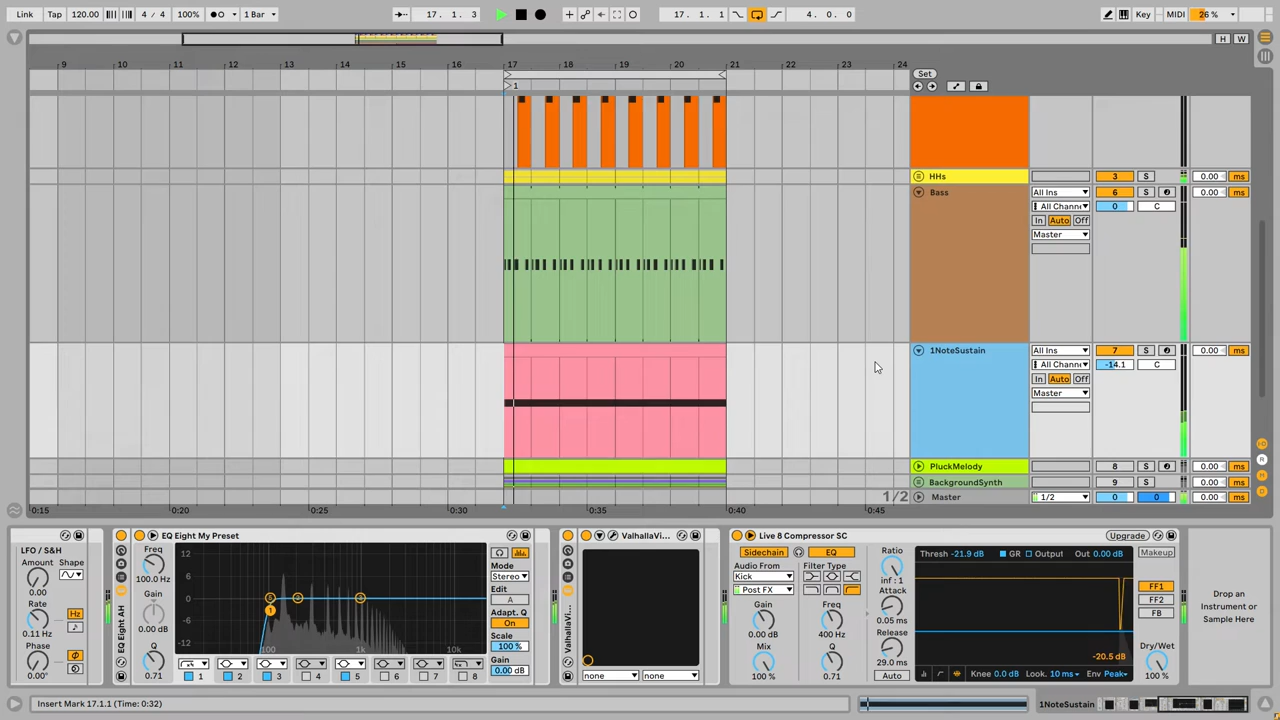 Link Tap 120.00 4 / 4 100% 1 Bar 17. 1. 3 17. 1. 1 4. 0. 0 Key MIDI 26 %
H W
9 10 11 12 13 14 15 16 17 18 19 20 21 22 23 24
Set
1
HHs 3 S 0.00 ms
Bass All Ins 6 S 0.00 ms
All Channe 0 C
In Auto Off
Master
1NoteSustain All Ins 7 S 0.00 ms
All Channe -14.1 C
In Auto Off
Master
PluckMelody 8 S 0.00 ms
BackgroundSynth 9 S 0.00 ms
1/2 Master 1/2 0 0 0.00 ms
0:15 0:20 0:25 0:30 0:35 0:40 0:45
LFO / S&H
Amount Shape
0.00
Rate
0.11 Hz
Hz
Phase
0.00°
EQ Eight AH
EQ Eight My Preset
Freq
100.0 Hz
Gain
0.00 dB
Q
0.71
12
6
0
-6
-12
100 1k 10k
1 2 3 4 5 6 7 8
Mode
Stereo
Edit
A
Adapt. Q
On
Scale
100 %
Gain
0.00 dB
ValhallaVi...
none none
Live 8 Compressor SC Upgrade
Sidechain EQ
Audio From Filter Type
Kick
Post FX
Gain Freq
0.00 dB 400 Hz
Mix Q
100 % 0.71
Ratio
inf : 1
Attack
0.05 ms
Release
29.0 ms
Auto
Thresh -21.9 dB GR Output Out 0.00 dB
-20.5 dB
Knee 0.0 dB Look. 10 ms Env Peak
Makeup
FF1
FF2
FB
Dry/Wet
100 %
Drop an
Instrument or
Sample Here
Insert Mark 17.1.1 (Time: 0:32) 1NoteSustain